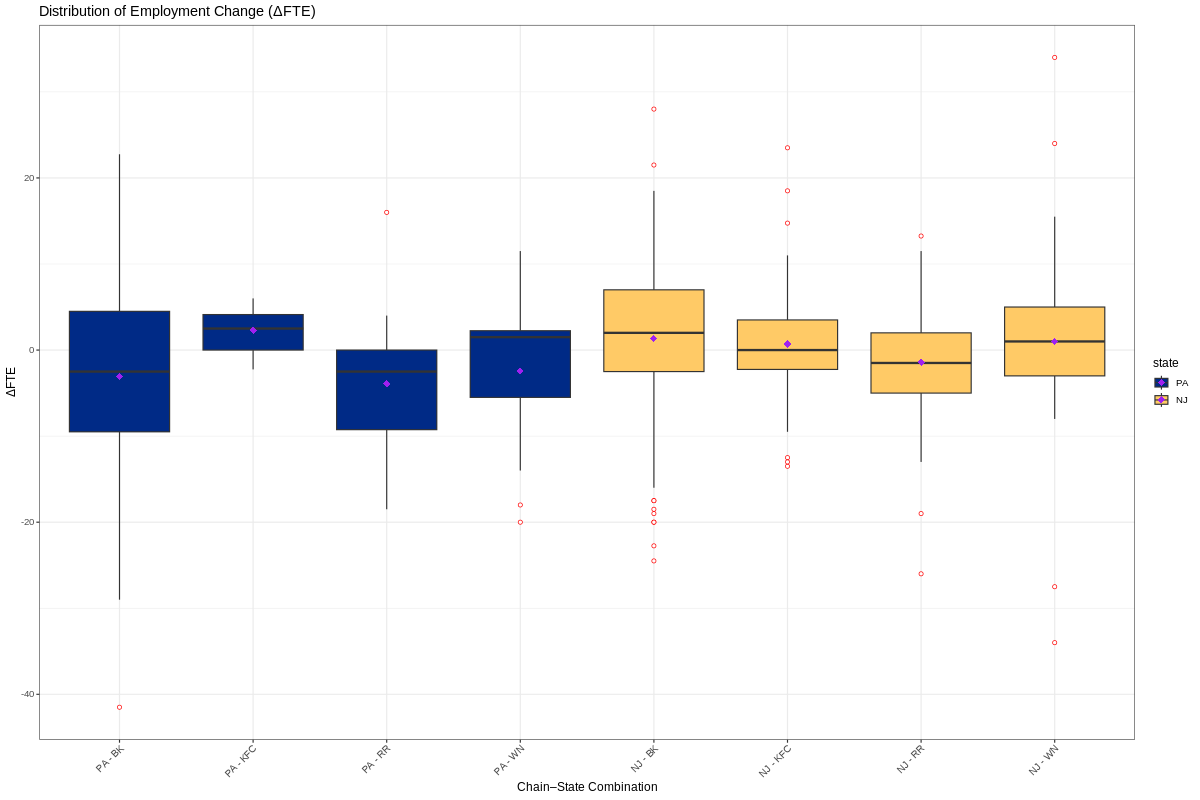 Distribution of Employment Change (ΔFTE)
20
0
-20
-40
ΔFTE
PA - BK
PA - KFC
PA - RR
PA - WN
NJ - BK
NJ - KFC
NJ - RR
NJ - WN
Chain–State Combination
state
PA
NJ